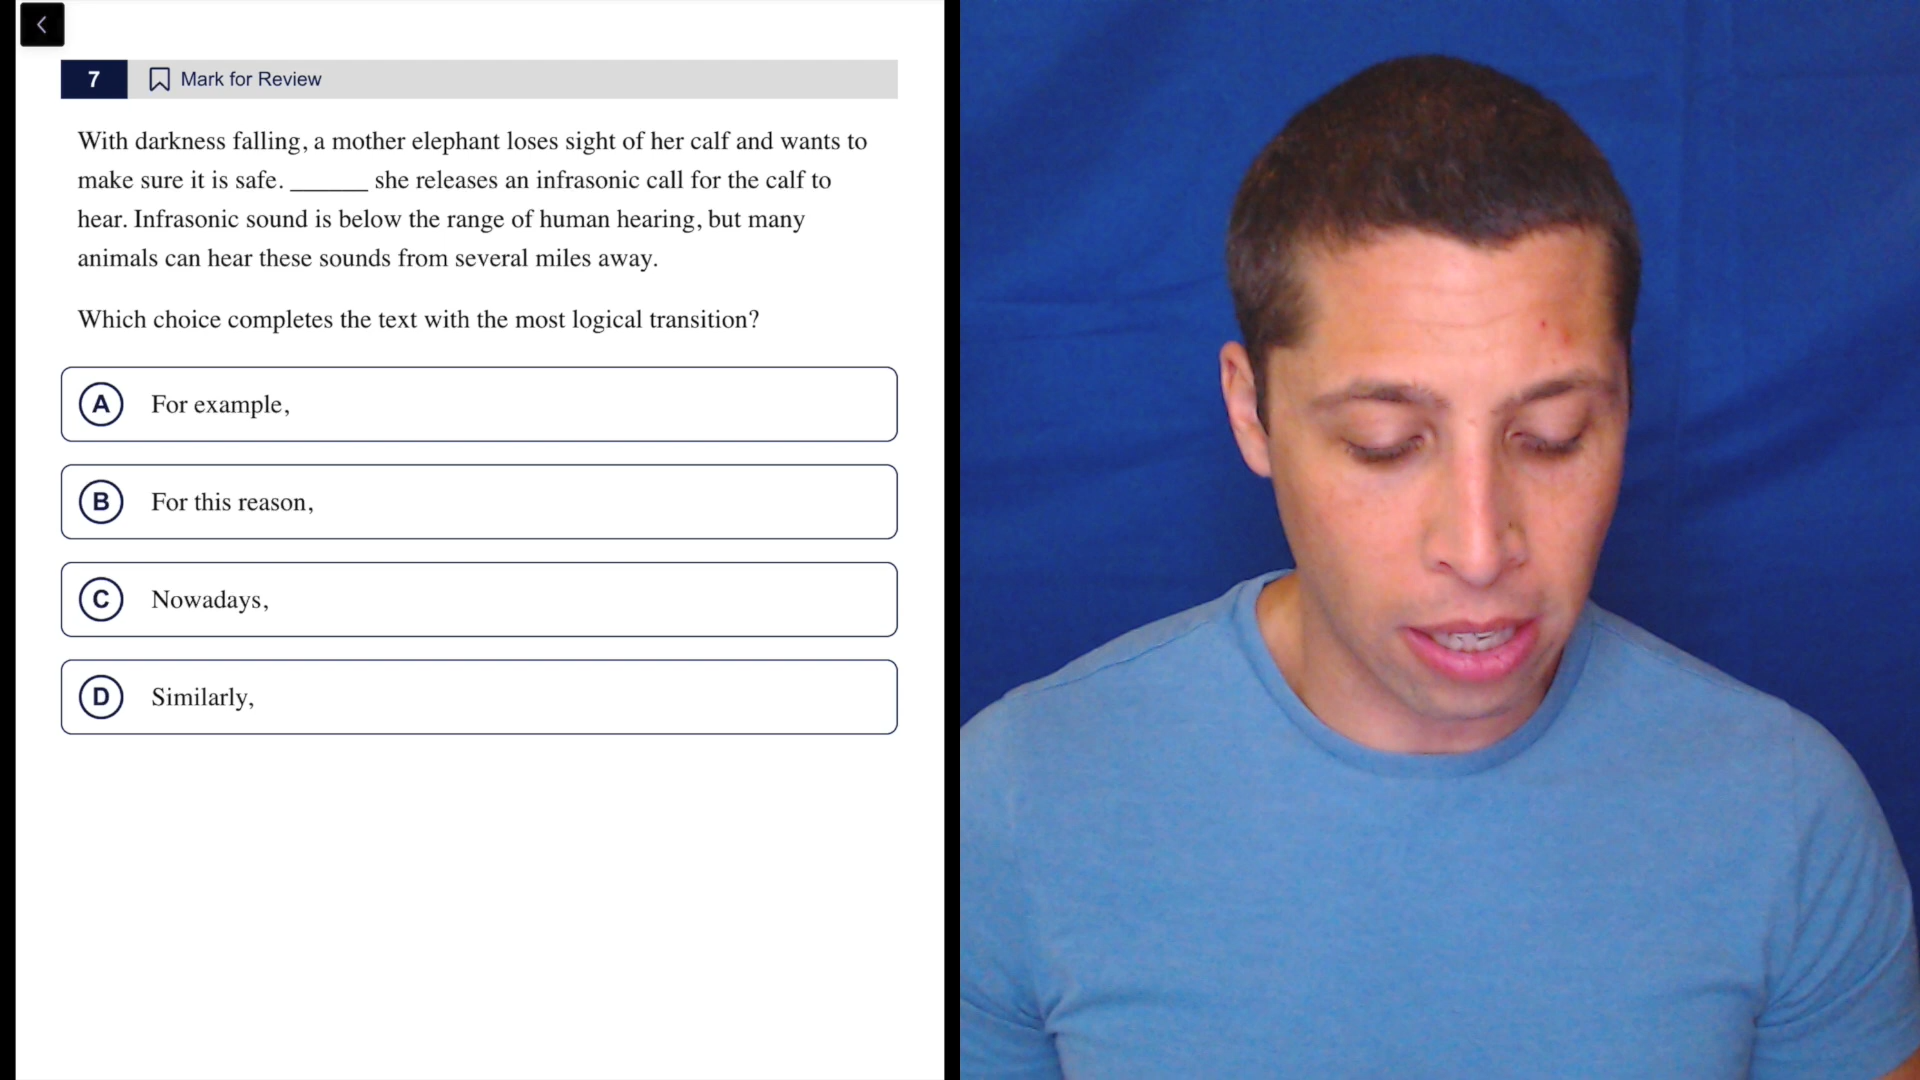 7 Mark for Review
With darkness falling, a mother elephant loses sight of her calf and wants to
make sure it is safe. ______ she releases an infrasonic call for the calf to
hear. Infrasonic sound is below the range of human hearing, but many
animals can hear these sounds from several miles away.
Which choice completes the text with the most logical transition?
A For example,
B For this reason,
C Nowadays,
D Similarly,